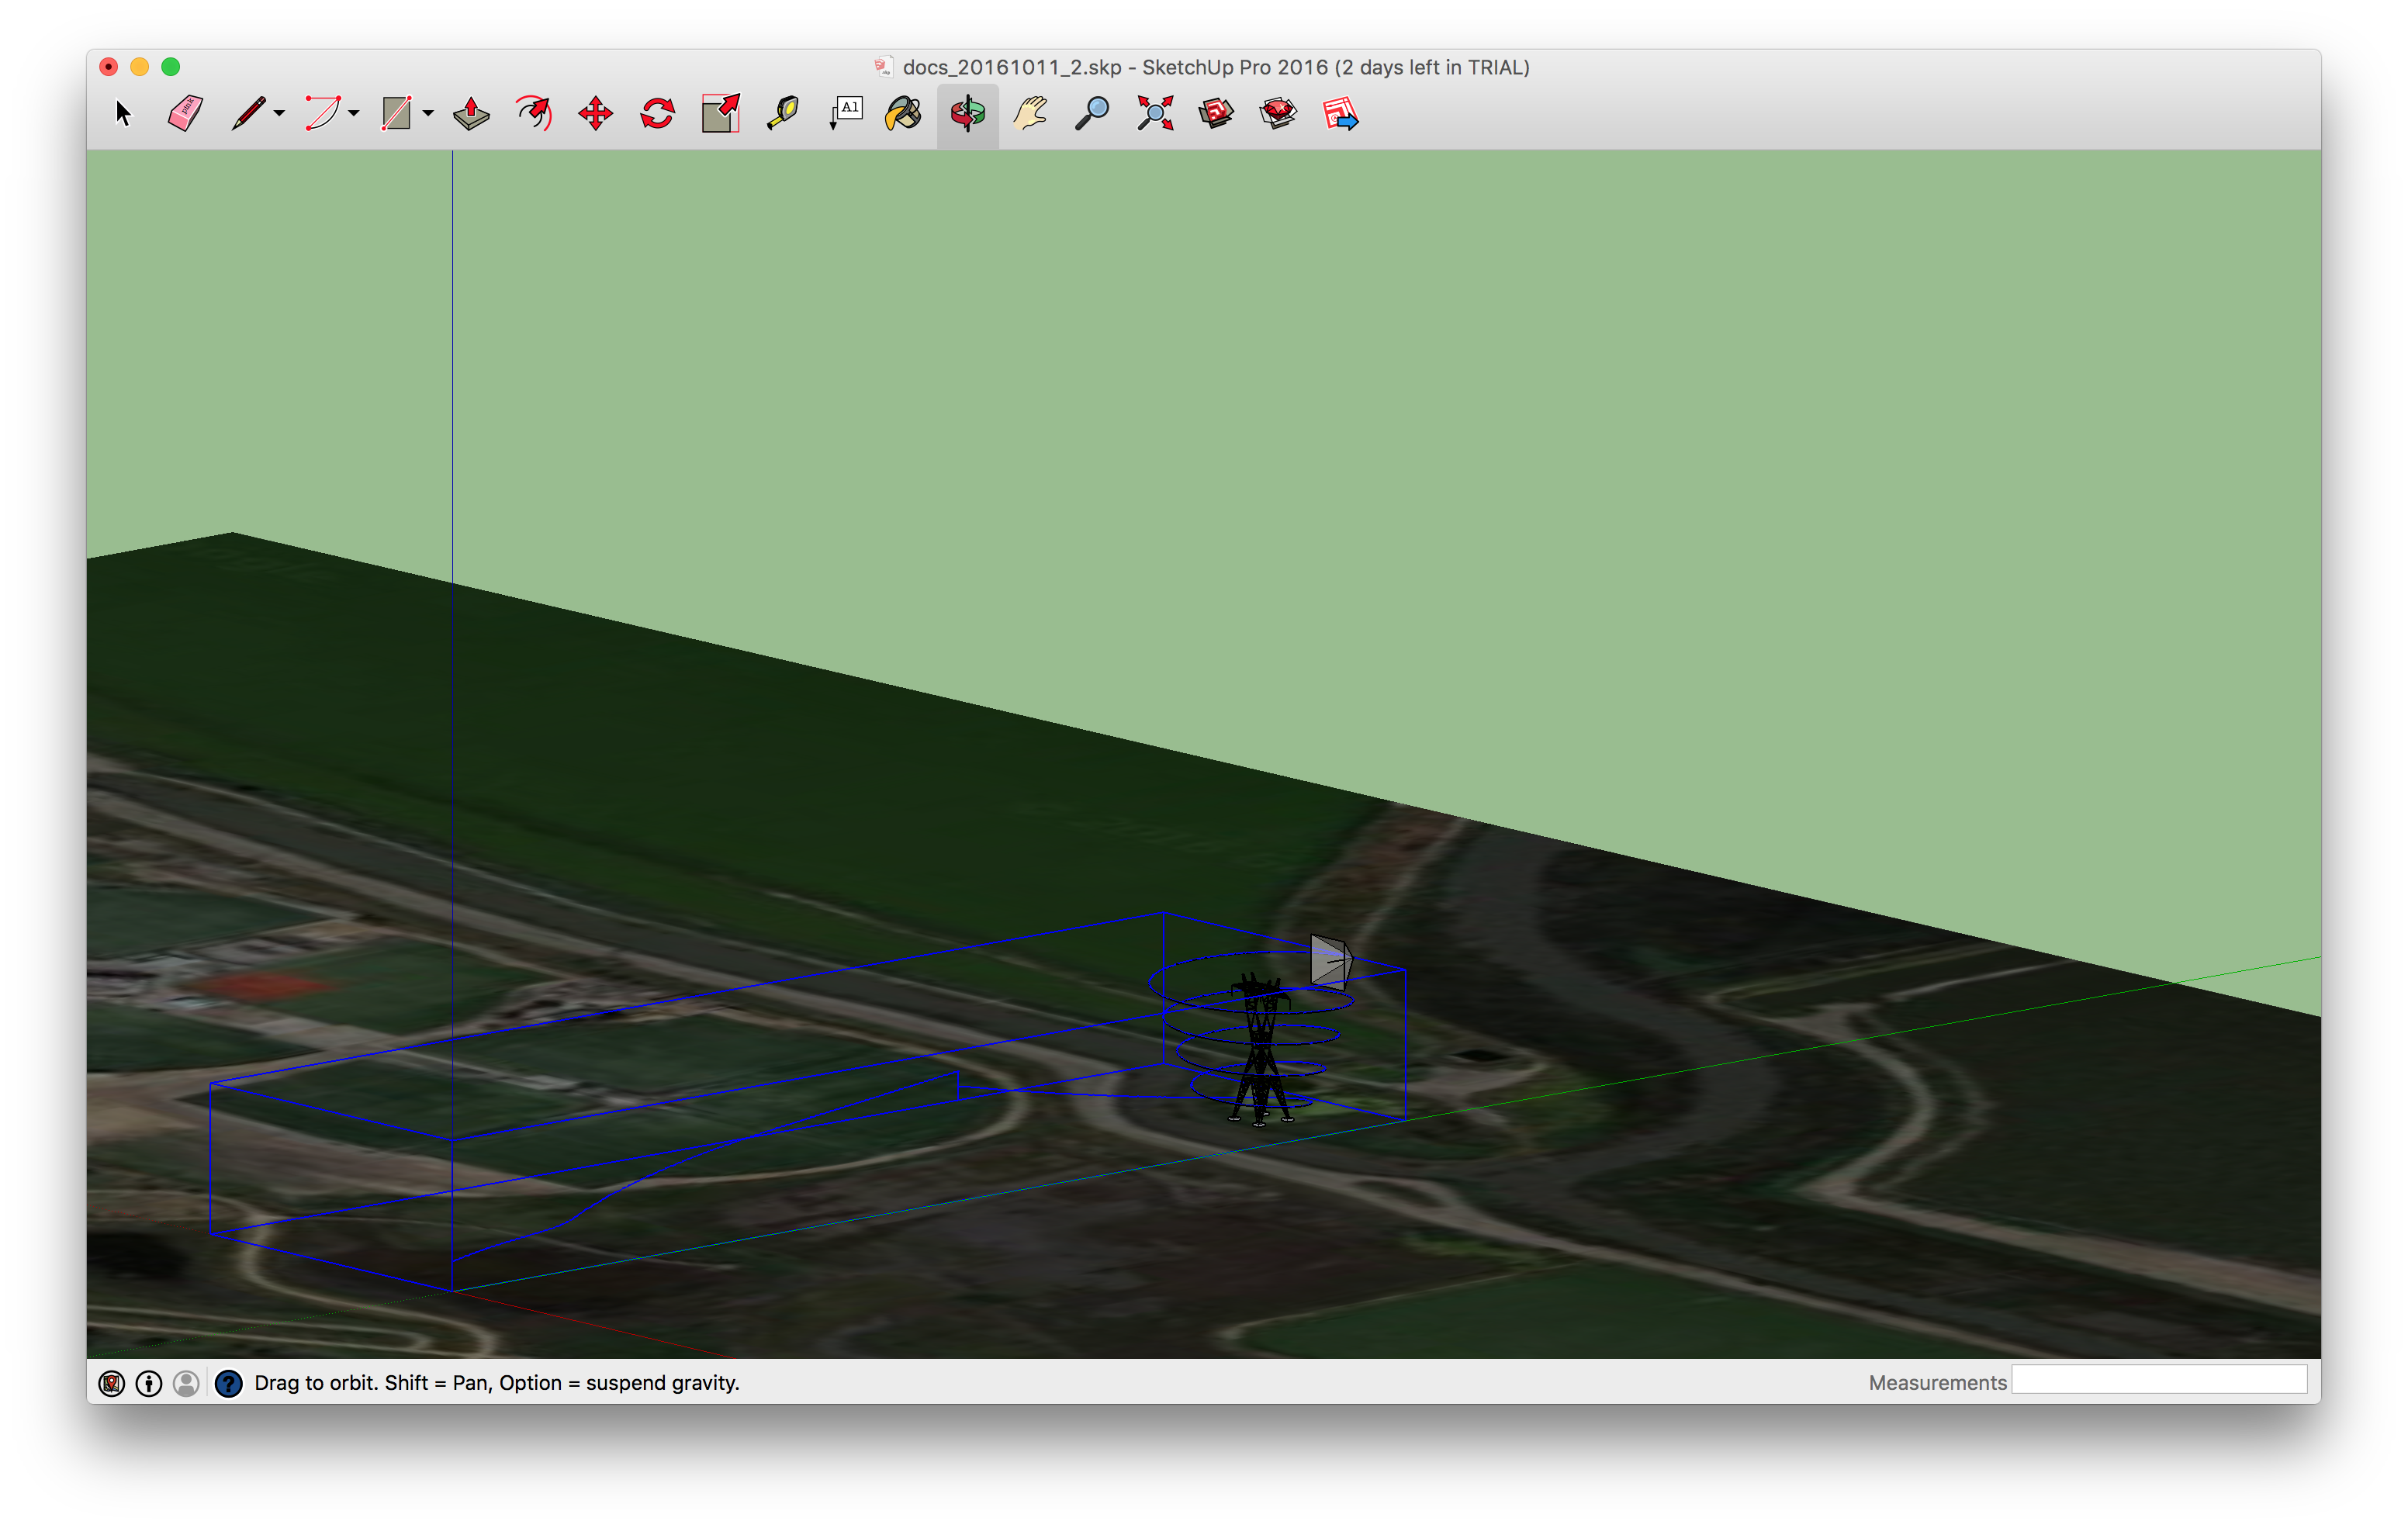 docs_20161011_2.skp - SketchUp Pro 2016 (2 days left in TRIAL)
A1
Drag to orbit. Shift = Pan, Option = suspend gravity.
Measurements